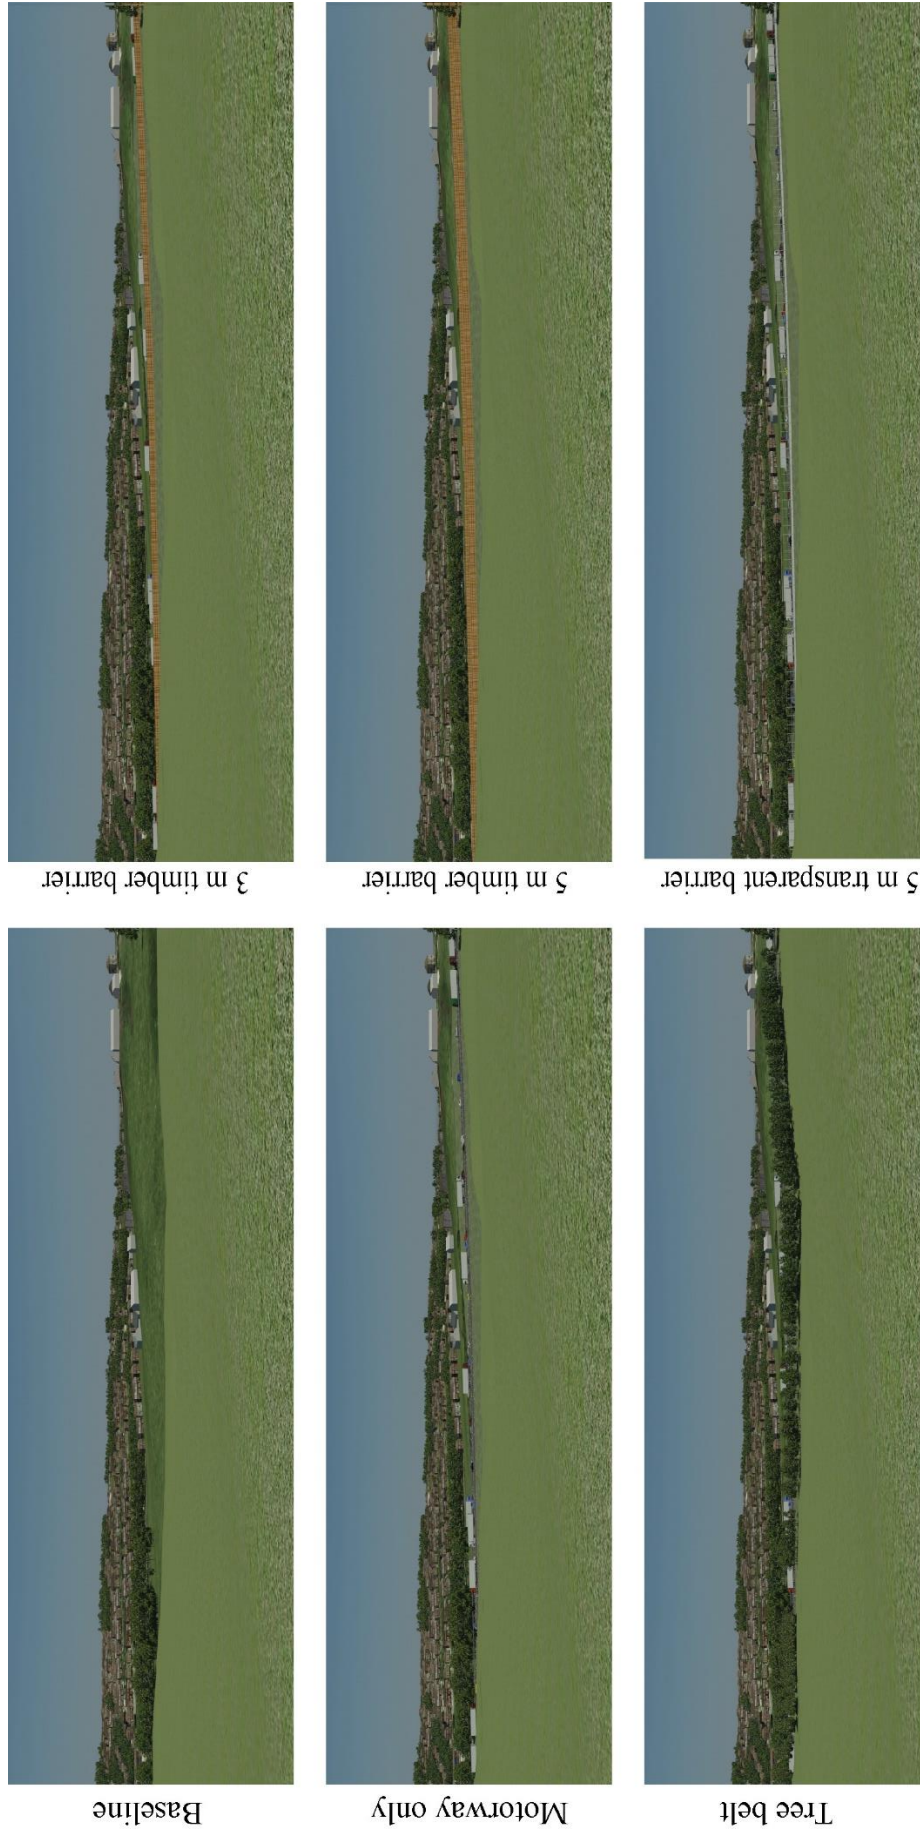 Baseline
3 m timber barrier
Motorway only
5 m timber barrier
Tree belt
5 m transparent barrier